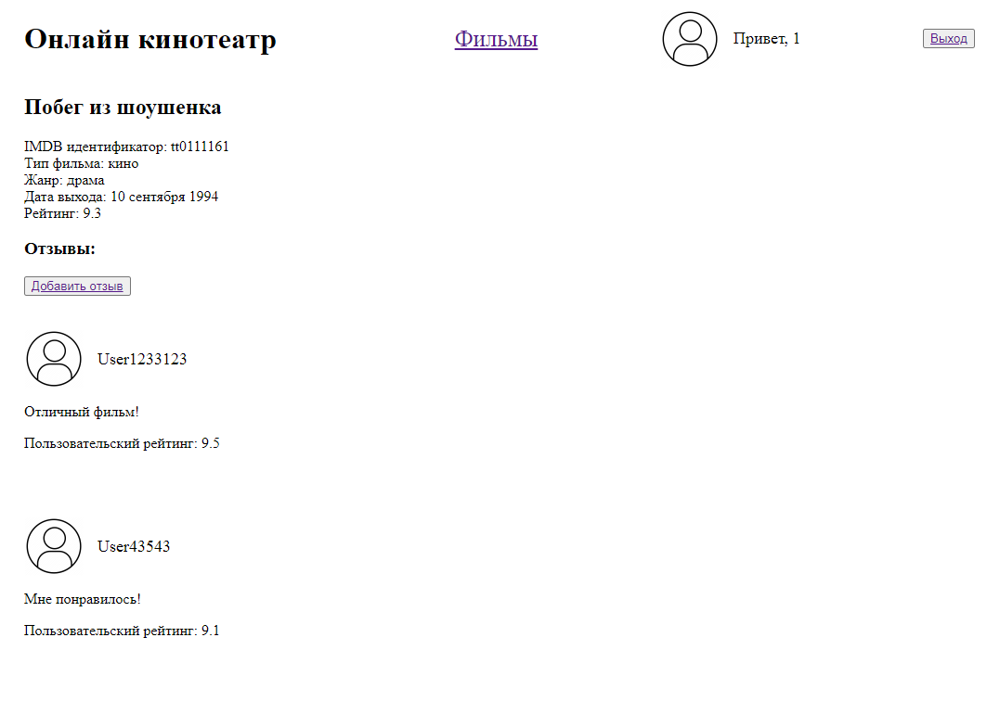 Онлайн кинотеатр
Фильмы
Привет, 1
Выход
Побег из шоушенка
IMDB идентификатор: tt0111161
Тип фильма: кино
Жанр: драма
Дата выхода: 10 сентября 1994
Рейтинг: 9.3
Отзывы:
Добавить отзыв
User1233123
Отличный фильм!
Пользовательский рейтинг: 9.5
User43543
Мне понравилось!
Пользовательский рейтинг: 9.1